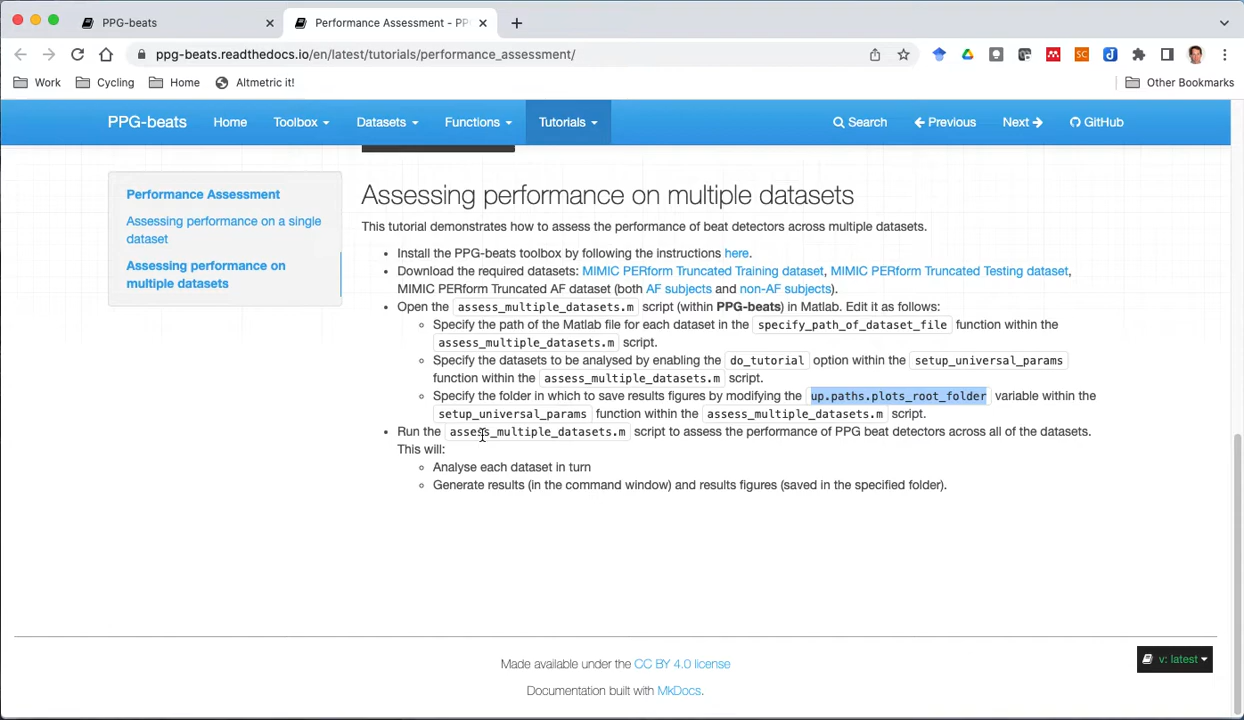 PPG-beats
Performance Assessment - PP
ppg-beats.readthedocs.io/en/latest/tutorials/performance_assessment/
Work
Cycling
Home
Altmetric it!
Other Bookmarks
PPG-beats
Home
Toolbox
Datasets
Functions
Tutorials
Search
Previous
Next
GitHub
Performance Assessment
Assessing performance on a single
dataset
Assessing performance on
multiple datasets
Assessing performance on multiple datasets
This tutorial demonstrates how to assess the performance of beat detectors across multiple datasets.
Install the PPG-beats toolbox by following the instructions here.
Download the required datasets: MIMIC PERform Truncated Training dataset, MIMIC PERform Truncated Testing dataset,
MIMIC PERform Truncated AF dataset (both AF subjects and non-AF subjects).
Open the assess_multiple_datasets.m script (within PPG-beats) in Matlab. Edit it as follows:
Specify the path of the Matlab file for each dataset in the specify_path_of_dataset_file function within the
assess_multiple_datasets.m script.
Specify the datasets to be analysed by enabling the do_tutorial option within the setup_universal_params
function within the assess_multiple_datasets.m script.
Specify the folder in which to save results figures by modifying the up.paths.plots_root_folder variable within the
setup_universal_params function within the assess_multiple_datasets.m script.
Run the assess_multiple_datasets.m script to assess the performance of PPG beat detectors across all of the datasets.
This will:
Analyse each dataset in turn
Generate results (in the command window) and results figures (saved in the specified folder).
Made available under the CC BY 4.0 license
Documentation built with MkDocs.
v: latest